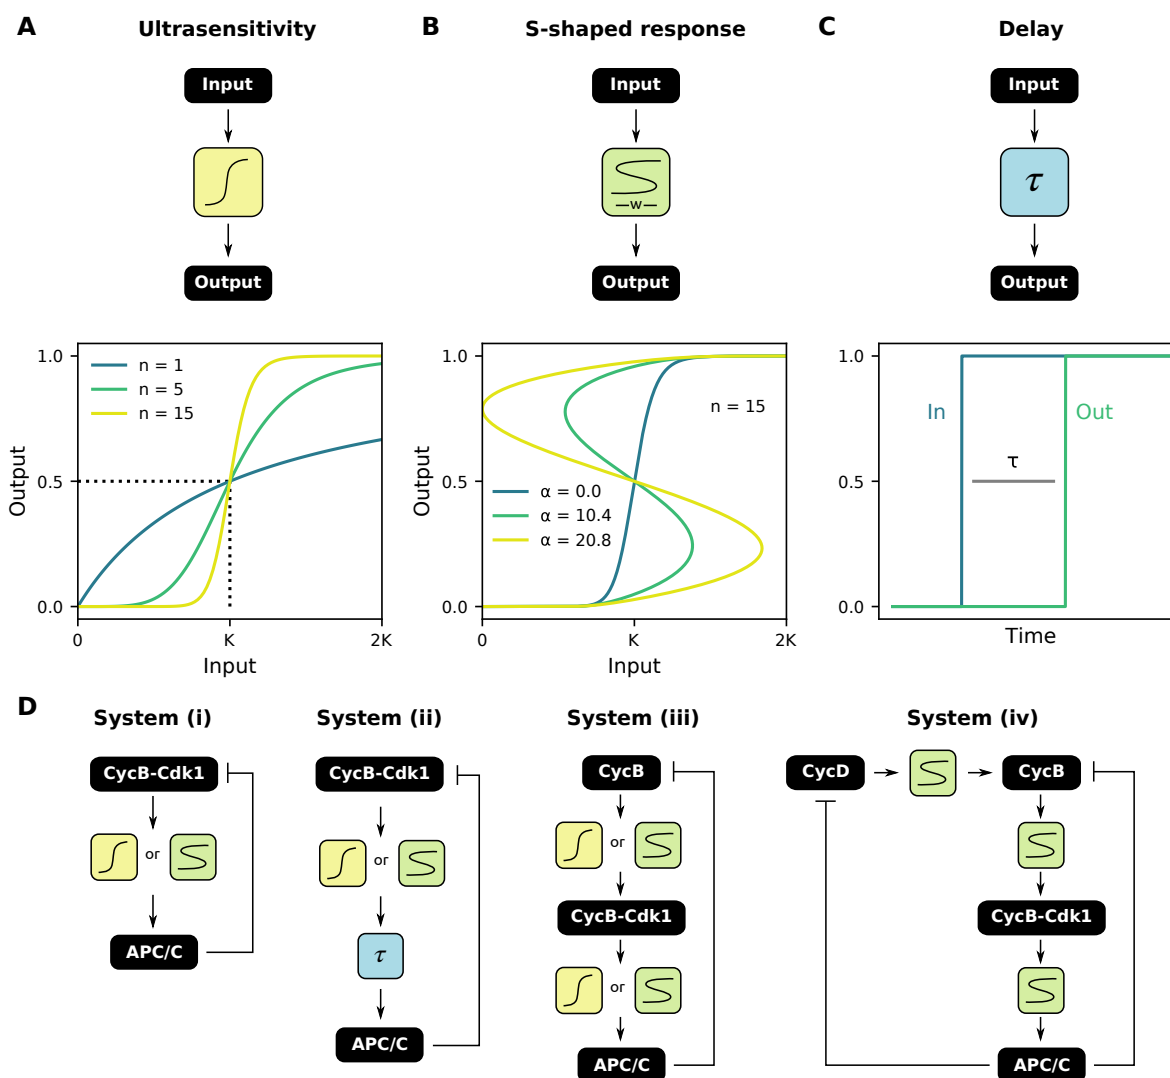 A
Ultrasensitivity
Input
Output
1.0
0.5
0.0
n = 1
n = 5
n = 15
0
K
2K
Input
Output
B
S-shaped response
Input
w
Output
1.0
0.5
0.0
n = 15
α = 0.0
α = 10.4
α = 20.8
0
K
2K
Input
Output
C
Delay
Input
τ
Output
1.0
0.5
0.0
In
Out
τ
Time
D
System (i)
CycB-Cdk1
or
APC/C
System (ii)
CycB-Cdk1
or
τ
APC/C
System (iii)
CycB
or
CycB-Cdk1
or
APC/C
System (iv)
CycD
CycB
CycB-Cdk1
APC/C